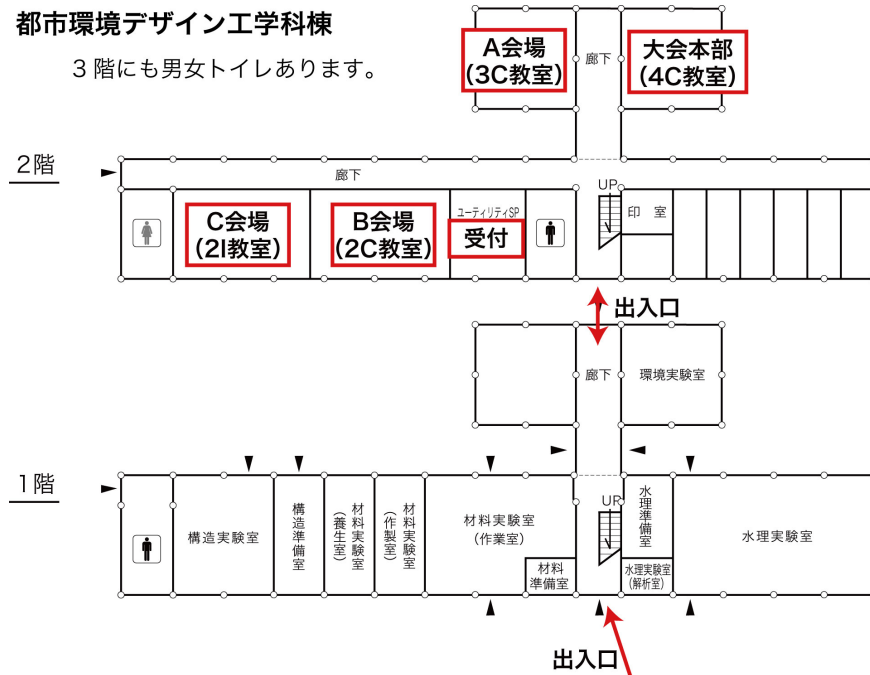 都市環境デザイン工学科棟
3階にも男女トイレあります。
A会場
(3C教室)
廊下
大会本部
(4C教室)
2階
廊下
C会場
(2I教室)
B会場
(2C教室)
ユーティリティSP
受付
UP
印 室
出入口
廊下
環境実験室
1階
構造実験室
構造準備室
材料実験室
(養生室)
材料実験室
(作製室)
材料実験室
(作業室)
材料
準備室
UP
水理準備室
水理実験室
(解析室)
水理実験室
出入口